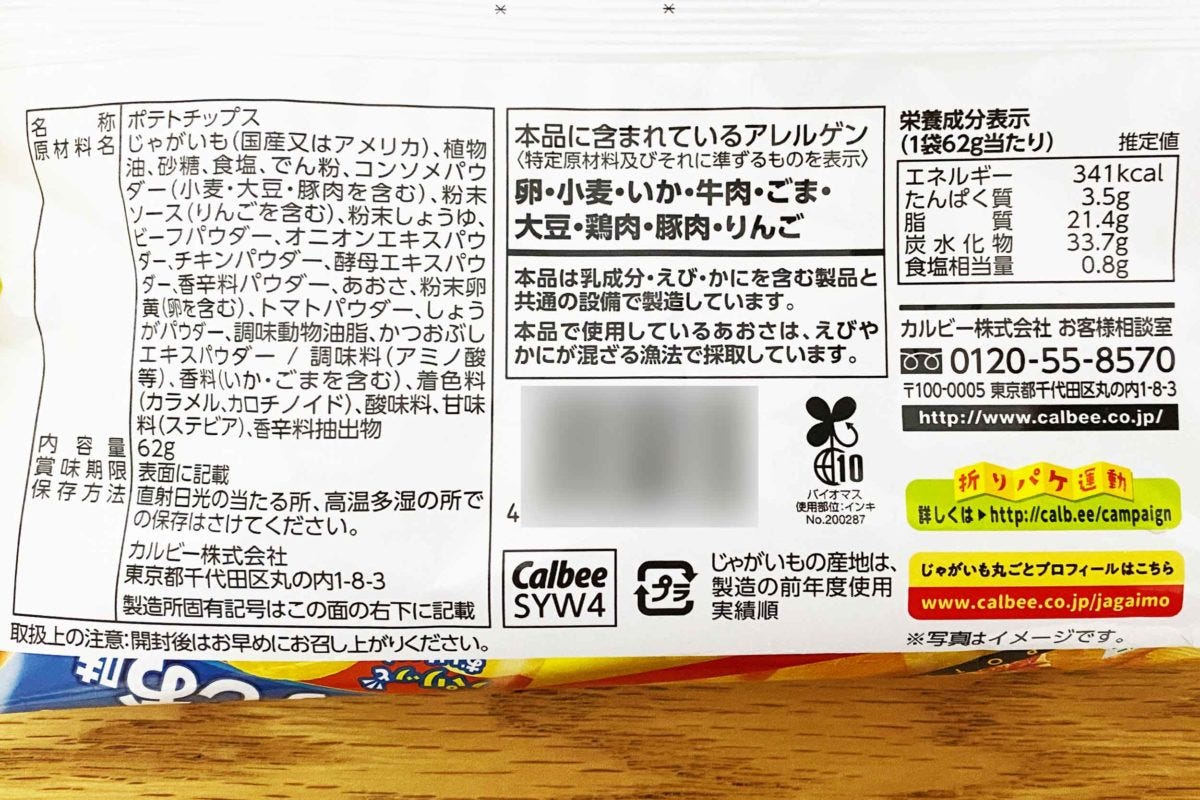 名称 ポテトチップス
原材料名 じゃがいも(国産又はアメリカ)、植物
油、砂糖、食塩、でん粉、コンソメパウ
ダー(小麦・大豆・豚肉を含む)、粉末
ソース(りんごを含む)、粉末しょうゆ、
ビーフパウダー、オニオンエキスパウ
ダー、チキンパウダー、酵母エキスパウ
ダー、香辛料パウダー、あおさ、粉末卵
黄(卵を含む)、トマトパウダー、しょう
がパウダー、調味動物油脂、かつおぶし
エキスパウダー / 調味料(アミノ酸
等)、香料(いか・ごまを含む)、着色料
(カラメル、カロチノイド)、酸味料、甘味
料(ステビア)、香辛料抽出物
内容量 62g
賞味期限 表面に記載
保存方法 直射日光の当たる所、高温多湿の所で
の保存はさけてください。
カルビー株式会社
東京都千代田区丸の内1-8-3
製造所固有記号はこの面の右下に記載
取扱上の注意:開封後はお早めにお召し上がりください。
本品に含まれているアレルゲン
〈特定原材料及びそれに準ずるものを表示〉
卵・小麦・いか・牛肉・ごま・
大豆・鶏肉・豚肉・りんご
本品は乳成分・えび・かにを含む製品と
共通の設備で製造しています。
本品で使用しているあおさは、えびや
かにが混ざる漁法で採取しています。
4
10
バイオマス
使用部位:インキ
No.200287
Calbee
SYW4
プラ
じゃがいもの産地は、
製造の前年度使用
実績順
栄養成分表示
(1袋62g当たり) 推定値
エネルギー 341kcal
たんぱく質 3.5g
脂質 21.4g
炭水化物 33.7g
食塩相当量 0.8g
カルビー株式会社 お客様相談室
0120-55-8570
〒100-0005 東京都千代田区丸の内1-8-3
http://www.calbee.co.jp/
折りパケ運動
詳しくは▶http://calb.ee/campaign
じゃがいも丸ごとプロフィールはこちら
www.calbee.co.jp/jagaimo
※写真はイメージです。